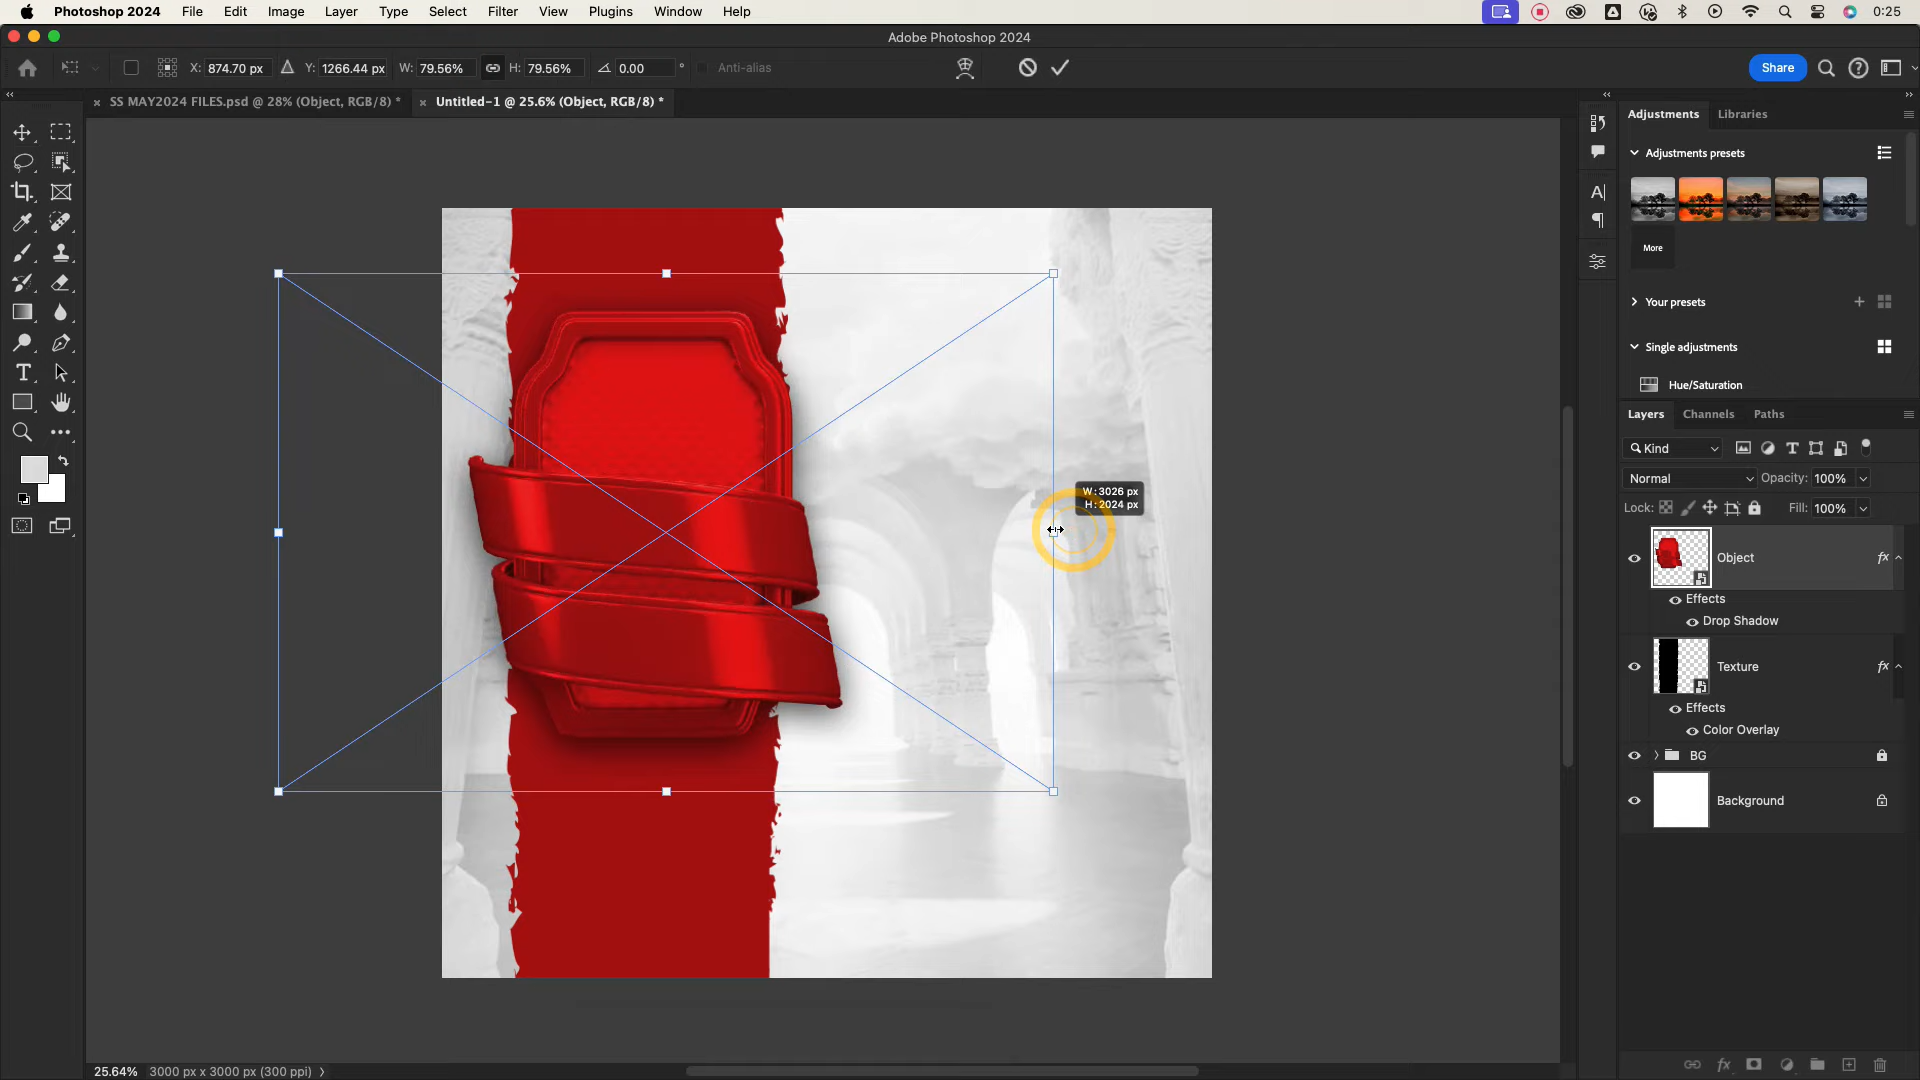 Photoshop 2024 File Edit Image Layer Type Select Filter View Plugins Window Help 0:25
Adobe Photoshop 2024
X: 874.70 px Y: 1266.44 px W: 79.56% H: 79.56% 0.00 ° Anti-alias Share
SS MAY2024 FILES.psd @ 28% (Object, RGB/8) * Untitled-1 @ 25.6% (Object, RGB/8) *
Adjustments Libraries
Adjustments presets
More
Your presets
Single adjustments
Hue/Saturation
Layers Channels Paths
Kind
Normal Opacity: 100%
Lock: Fill: 100%
Object fx
Effects
Drop Shadow
Texture fx
Effects
Color Overlay
BG
Background
W: 3026 px
H: 2024 px
25.64% 3000 px x 3000 px (300 ppi)